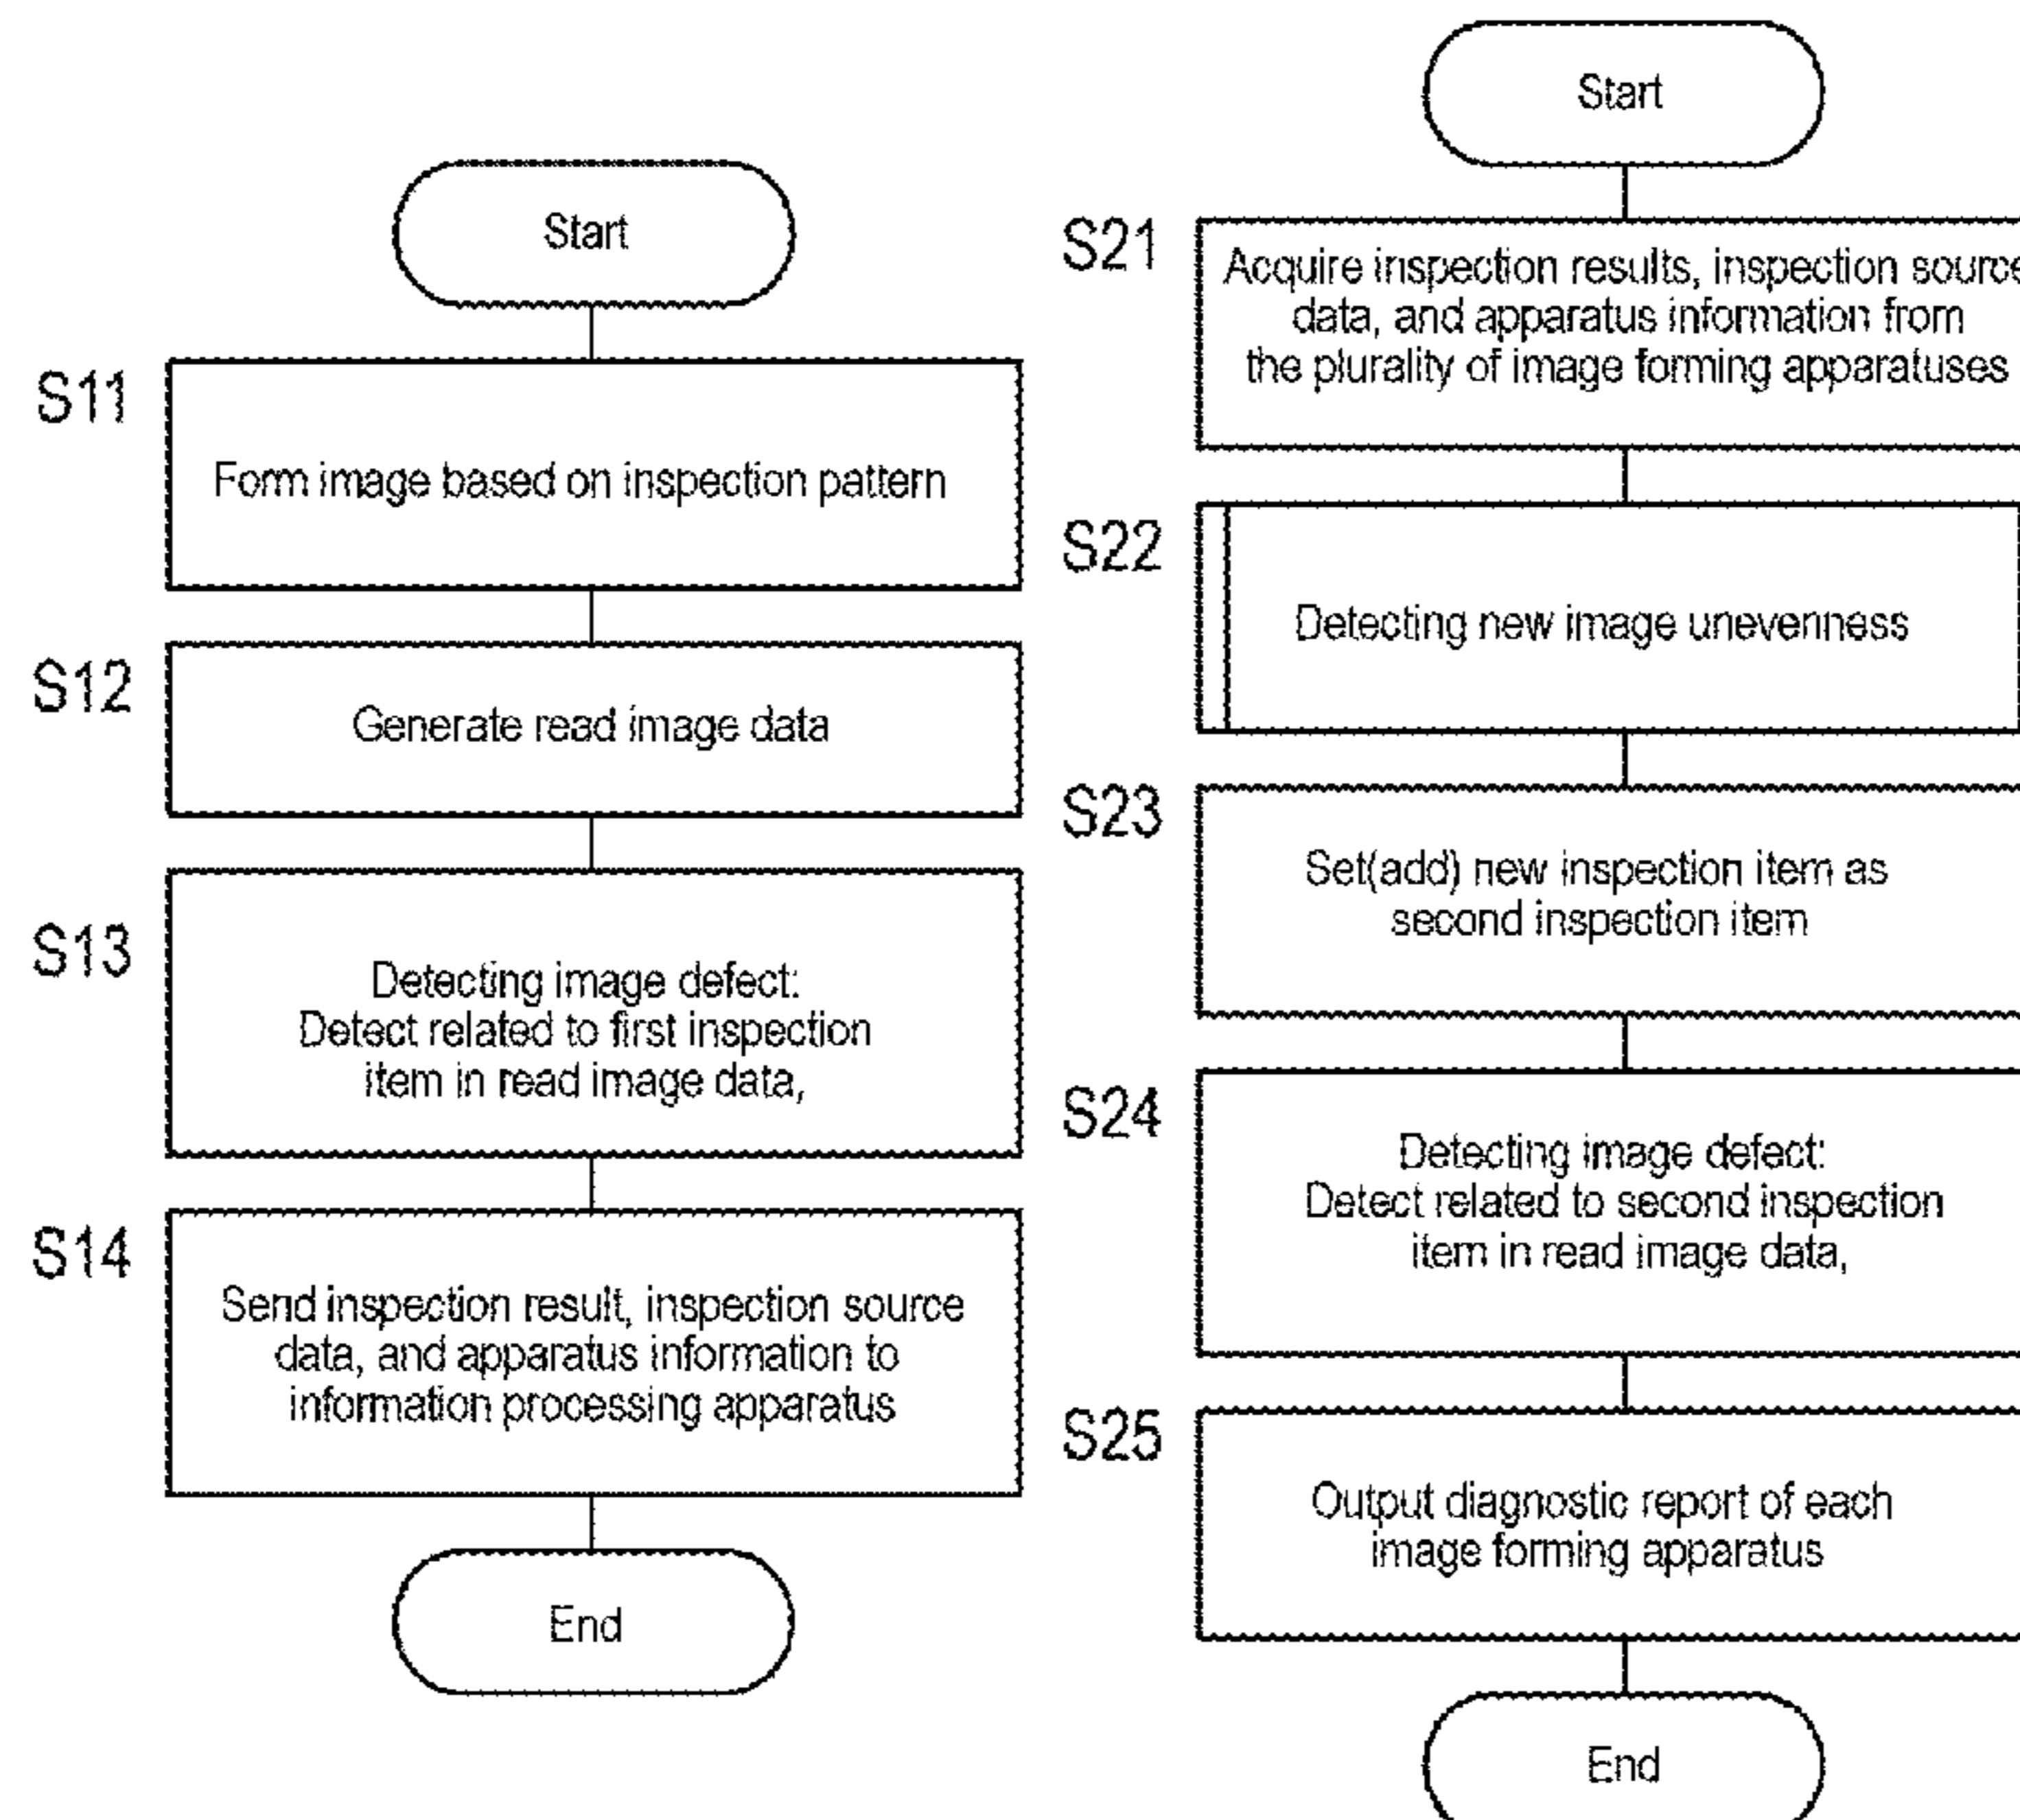 Start
S11
Form image based on inspection pattern
S12
Generate read image data
S13
Detecting image defect:
Detect related to first inspection
item in read image data,
S14
Send inspection result, inspection source
data, and apparatus information to
information processing apparatus
End
Start
S21
Acquire inspection results, inspection source
data, and apparatus information from
the plurality of image forming apparatuses
S22
Detecting new image unevenness
S23
Set(add) new inspection item as
second inspection item
S24
Detecting image defect:
Detect related to second inspection
item in read image data,
S25
Output diagnostic report of each
image forming apparatus
End